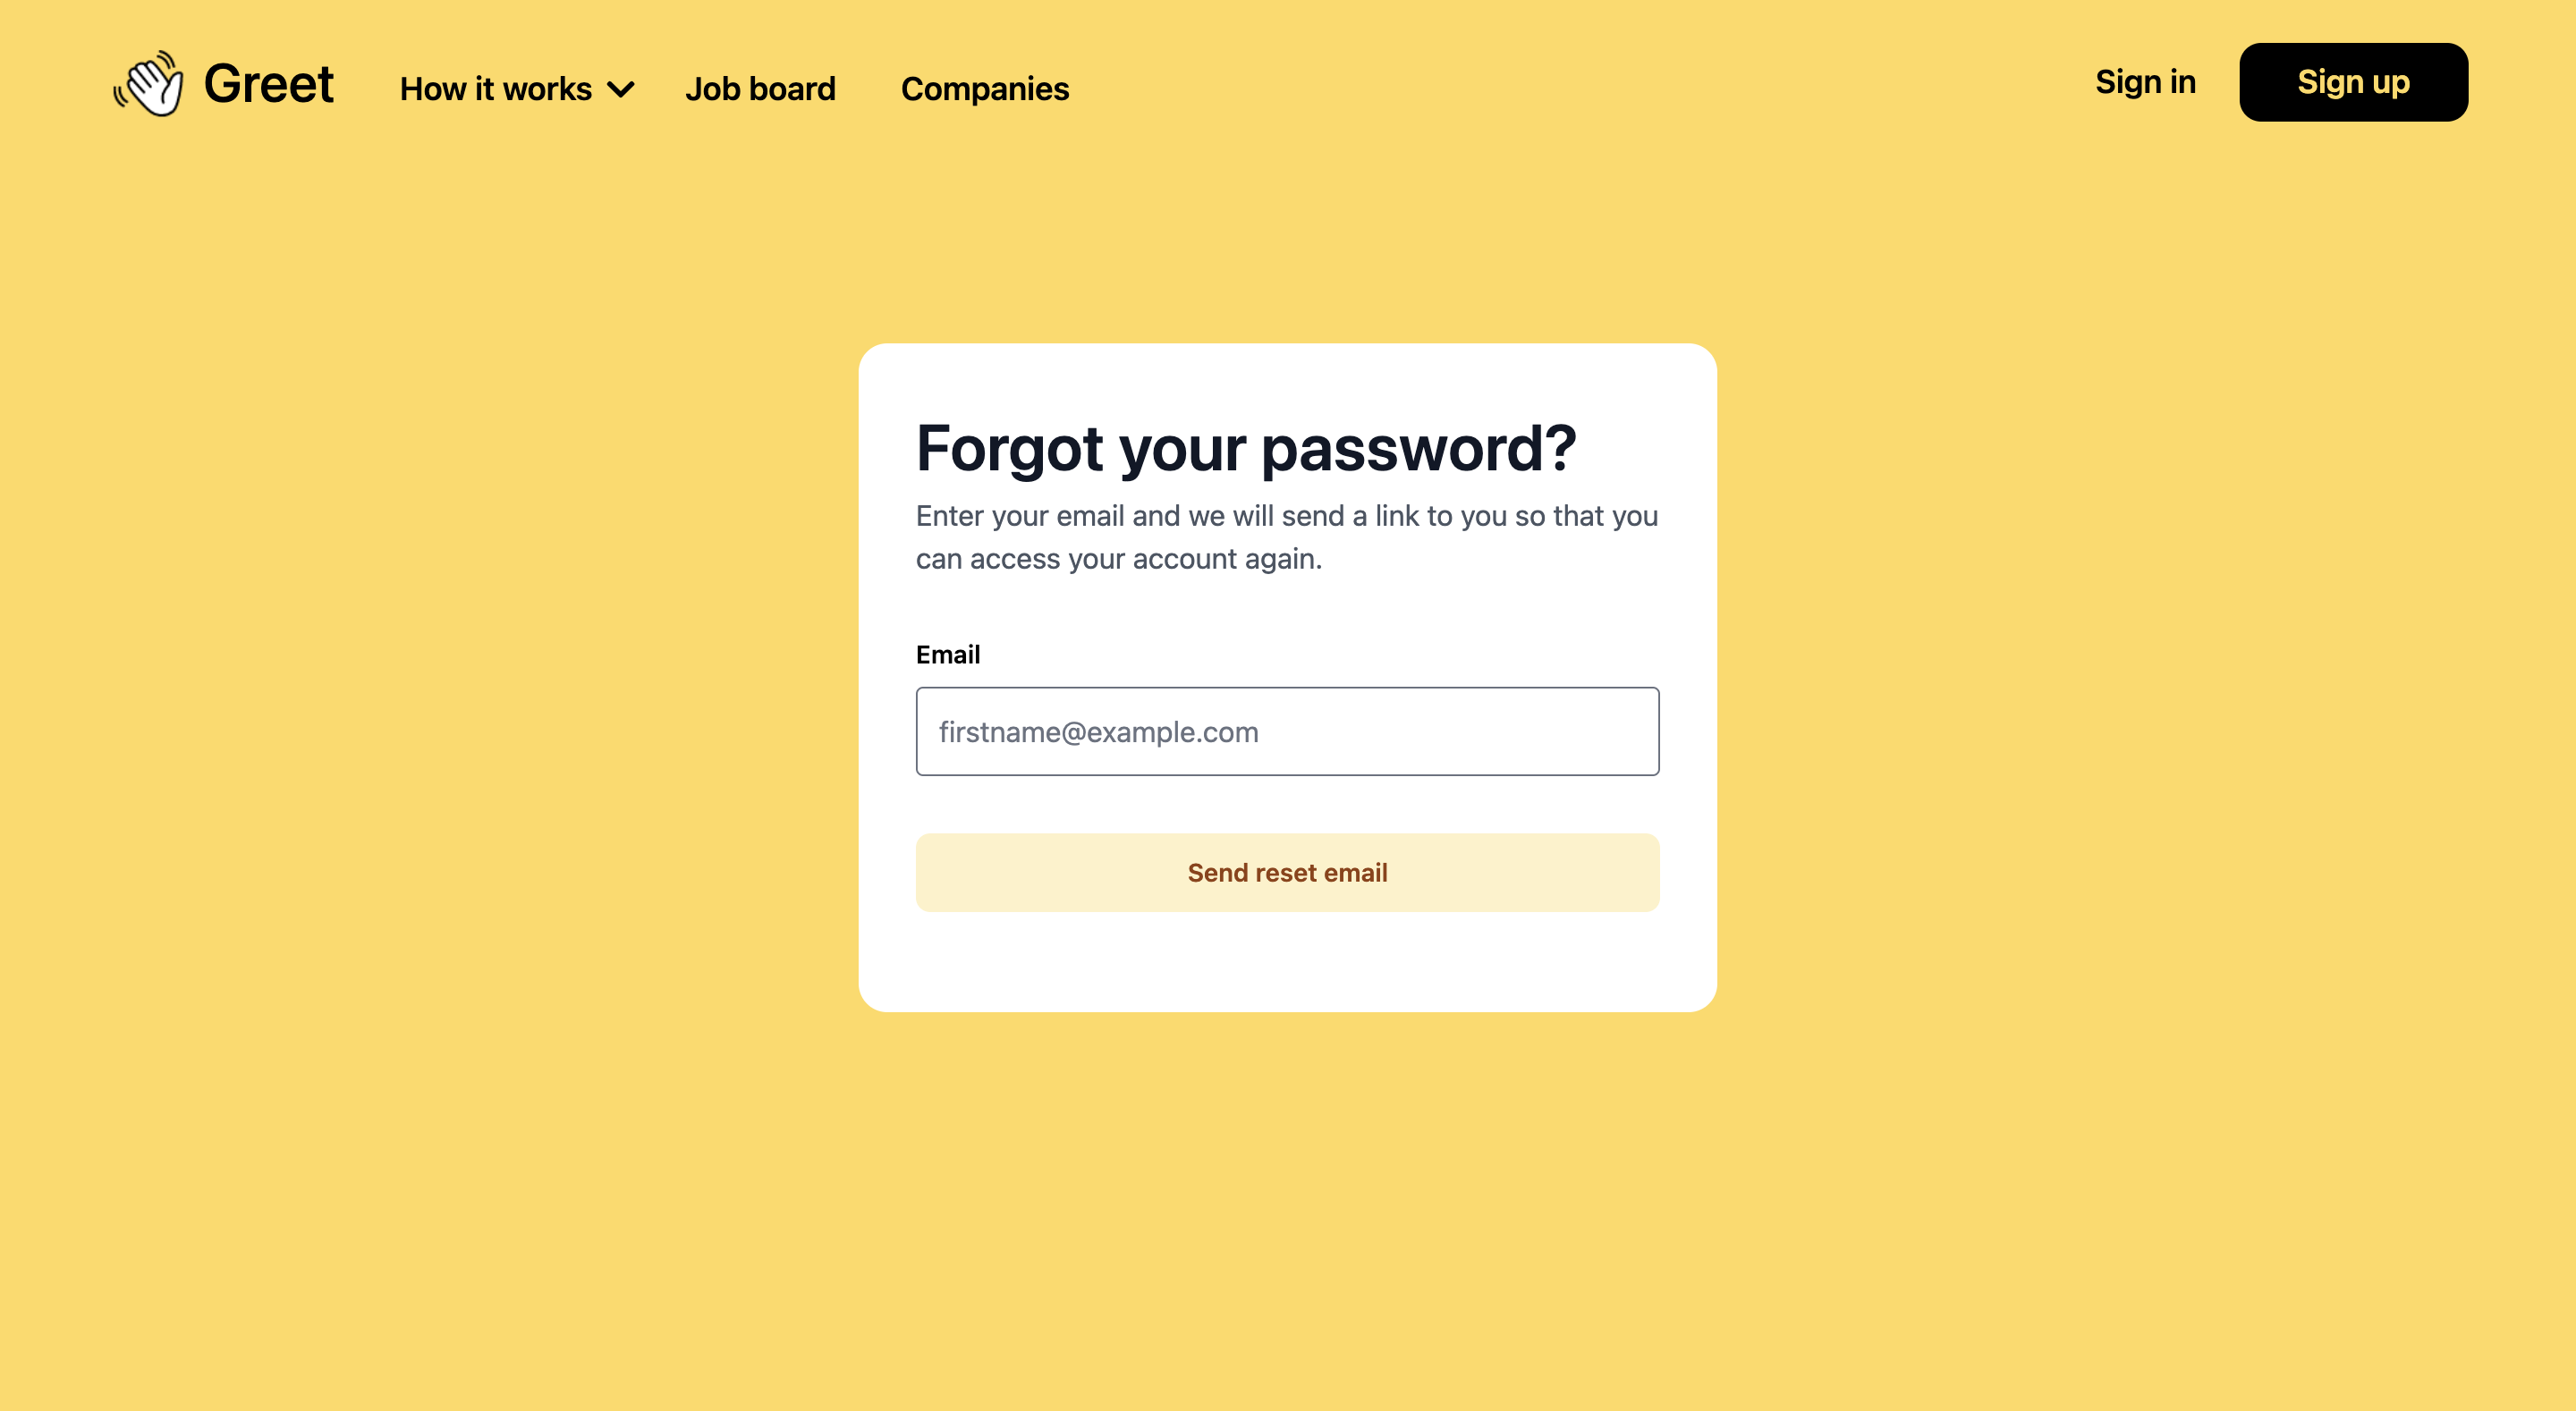 Greet
How it works
Job board
Companies
Sign in
Sign up
Forgot your password?
Enter your email and we will send a link to you so that you
can access your account again.
Email
firstname@example.com
Send reset email